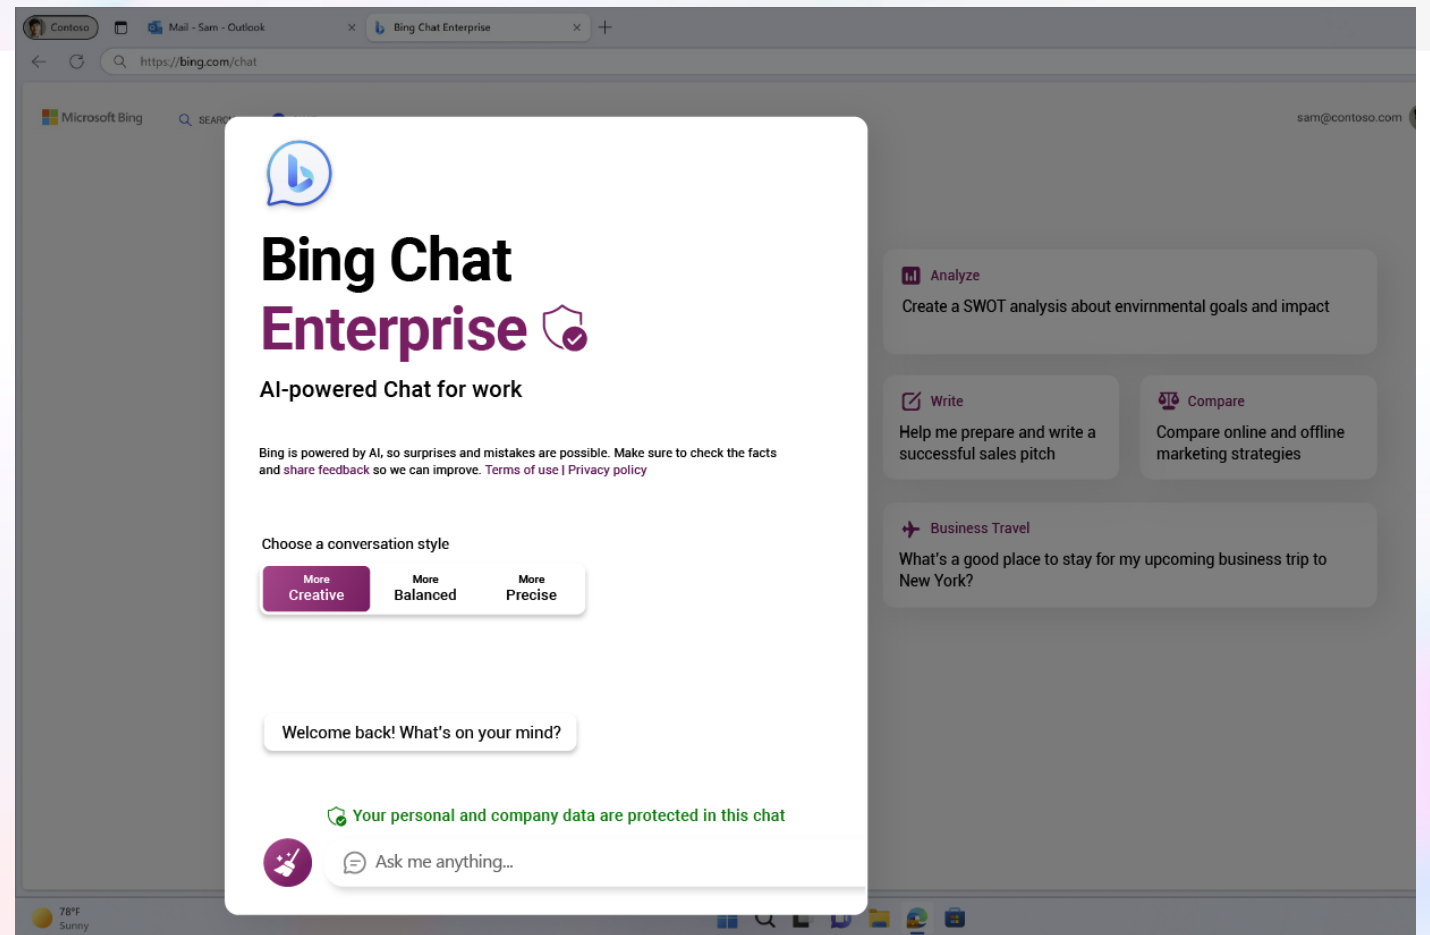 Contoso
Mail - Sam - Outlook
Bing Chat Enterprise
https://bing.com/chat
Microsoft Bing
sam@contoso.com
Bing Chat
Enterprise
AI-powered Chat for work
Bing is powered by AI, so surprises and mistakes are possible. Make sure to check the facts
and share feedback so we can improve. Terms of use | Privacy policy
Choose a conversation style
More
Creative
More
Balanced
More
Precise
Welcome back! What's on your mind?
Your personal and company data are protected in this chat
Ask me anything...
Analyze
Create a SWOT analysis about envirnmental goals and impact
Write
Help me prepare and write a
successful sales pitch
Compare
Compare online and offline
marketing strategies
Business Travel
What's a good place to stay for my upcoming business trip to
New York?
78°F
Sunny